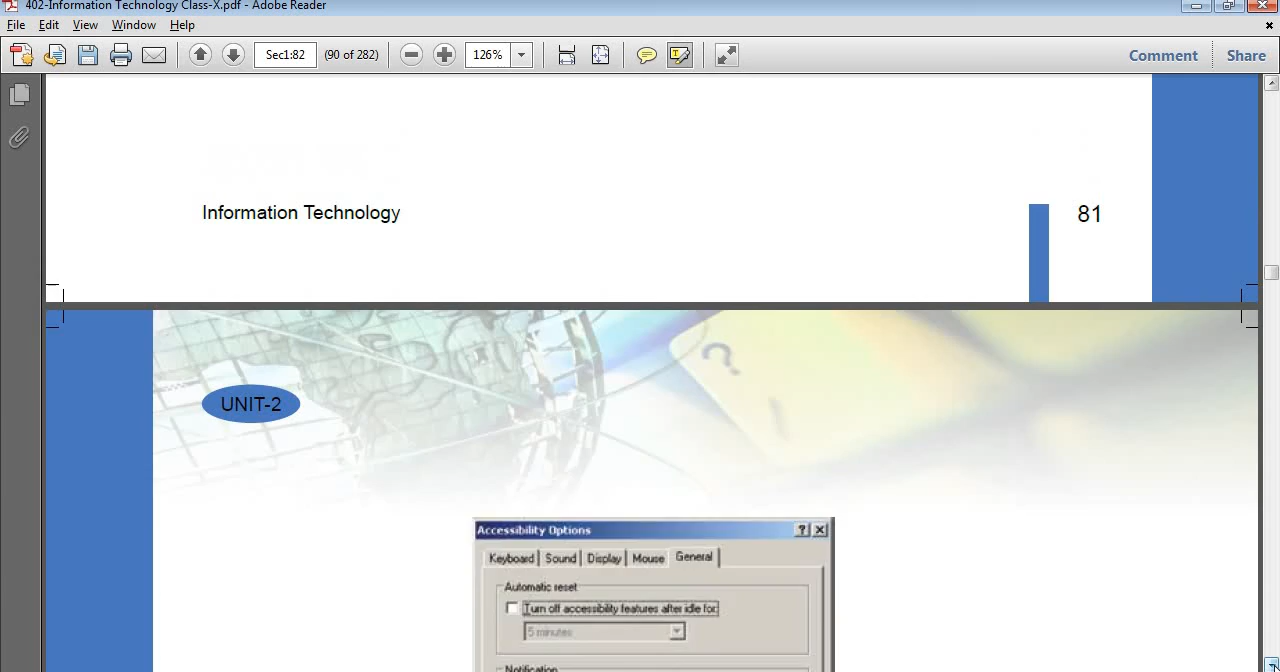 402-Information Technology Class-X.pdf - Adobe Reader
File Edit View Window Help
Sec1:82 (90 of 282) 126% Comment Share
Information Technology 81
UNIT-2
Accessibility Options
Keyboard Sound Display Mouse General
Automatic reset
Turn off accessibility features after idle for:
5 minutes
Notification